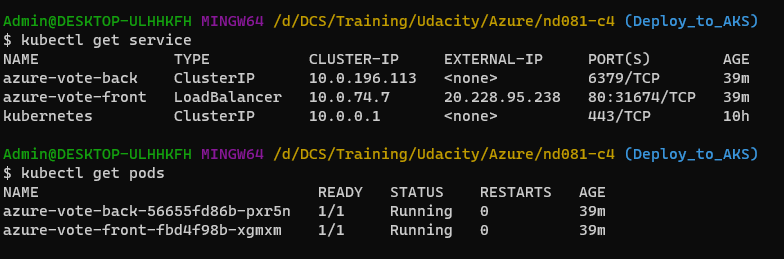 Admin@DESKTOP-ULHHKFH MINGW64 /d/DCS/Training/Udacity/Azure/nd081-c4 (Deploy_to_AKS)
$ kubectl get service
NAME TYPE CLUSTER-IP EXTERNAL-IP PORT(S) AGE
azure-vote-back ClusterIP 10.0.196.113 <none> 6379/TCP 39m
azure-vote-front LoadBalancer 10.0.74.7 20.228.95.238 80:31674/TCP 39m
kubernetes ClusterIP 10.0.0.1 <none> 443/TCP 10h
Admin@DESKTOP-ULHHKFH MINGW64 /d/DCS/Training/Udacity/Azure/nd081-c4 (Deploy_to_AKS)
$ kubectl get pods
NAME READY STATUS RESTARTS AGE
azure-vote-back-56655fd86b-pxr5n 1/1 Running 0 39m
azure-vote-front-fbd4f98b-xgmxm 1/1 Running 0 39m